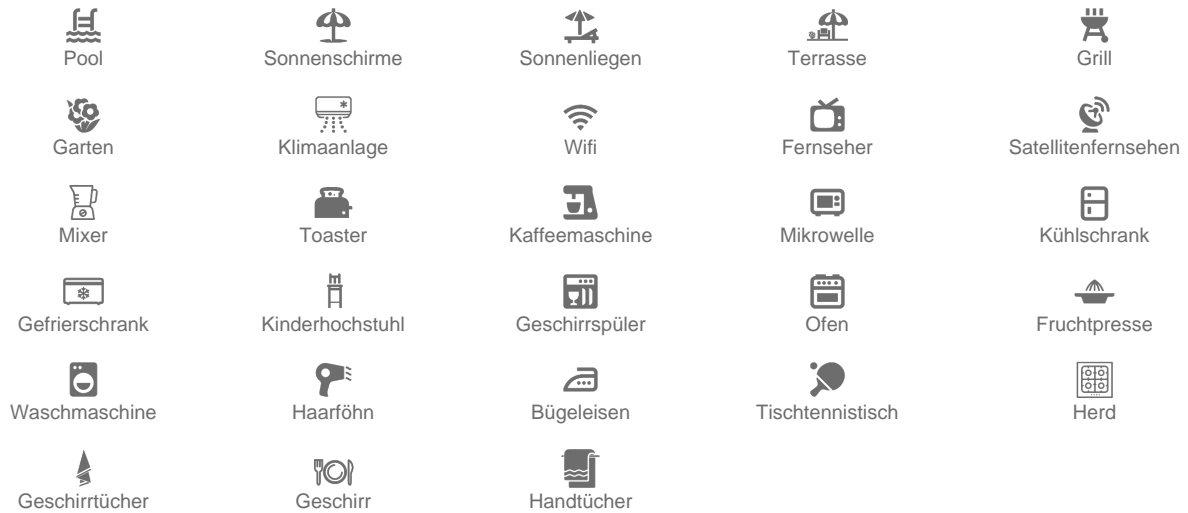 Pool Sonnenschirme Sonnenliegen Terrasse Grill
Garten Klimaanlage Wifi Fernseher Satellitenfernsehen
Mixer Toaster Kaffeemaschine Mikrowelle Kühlschrank
Gefrierschrank Kinderhochstuhl Geschirrspüler Ofen Fruchtpresse
Waschmaschine Haarföhn Bügeleisen Tischtennistisch Herd
Geschirrtücher Geschirr Handtücher